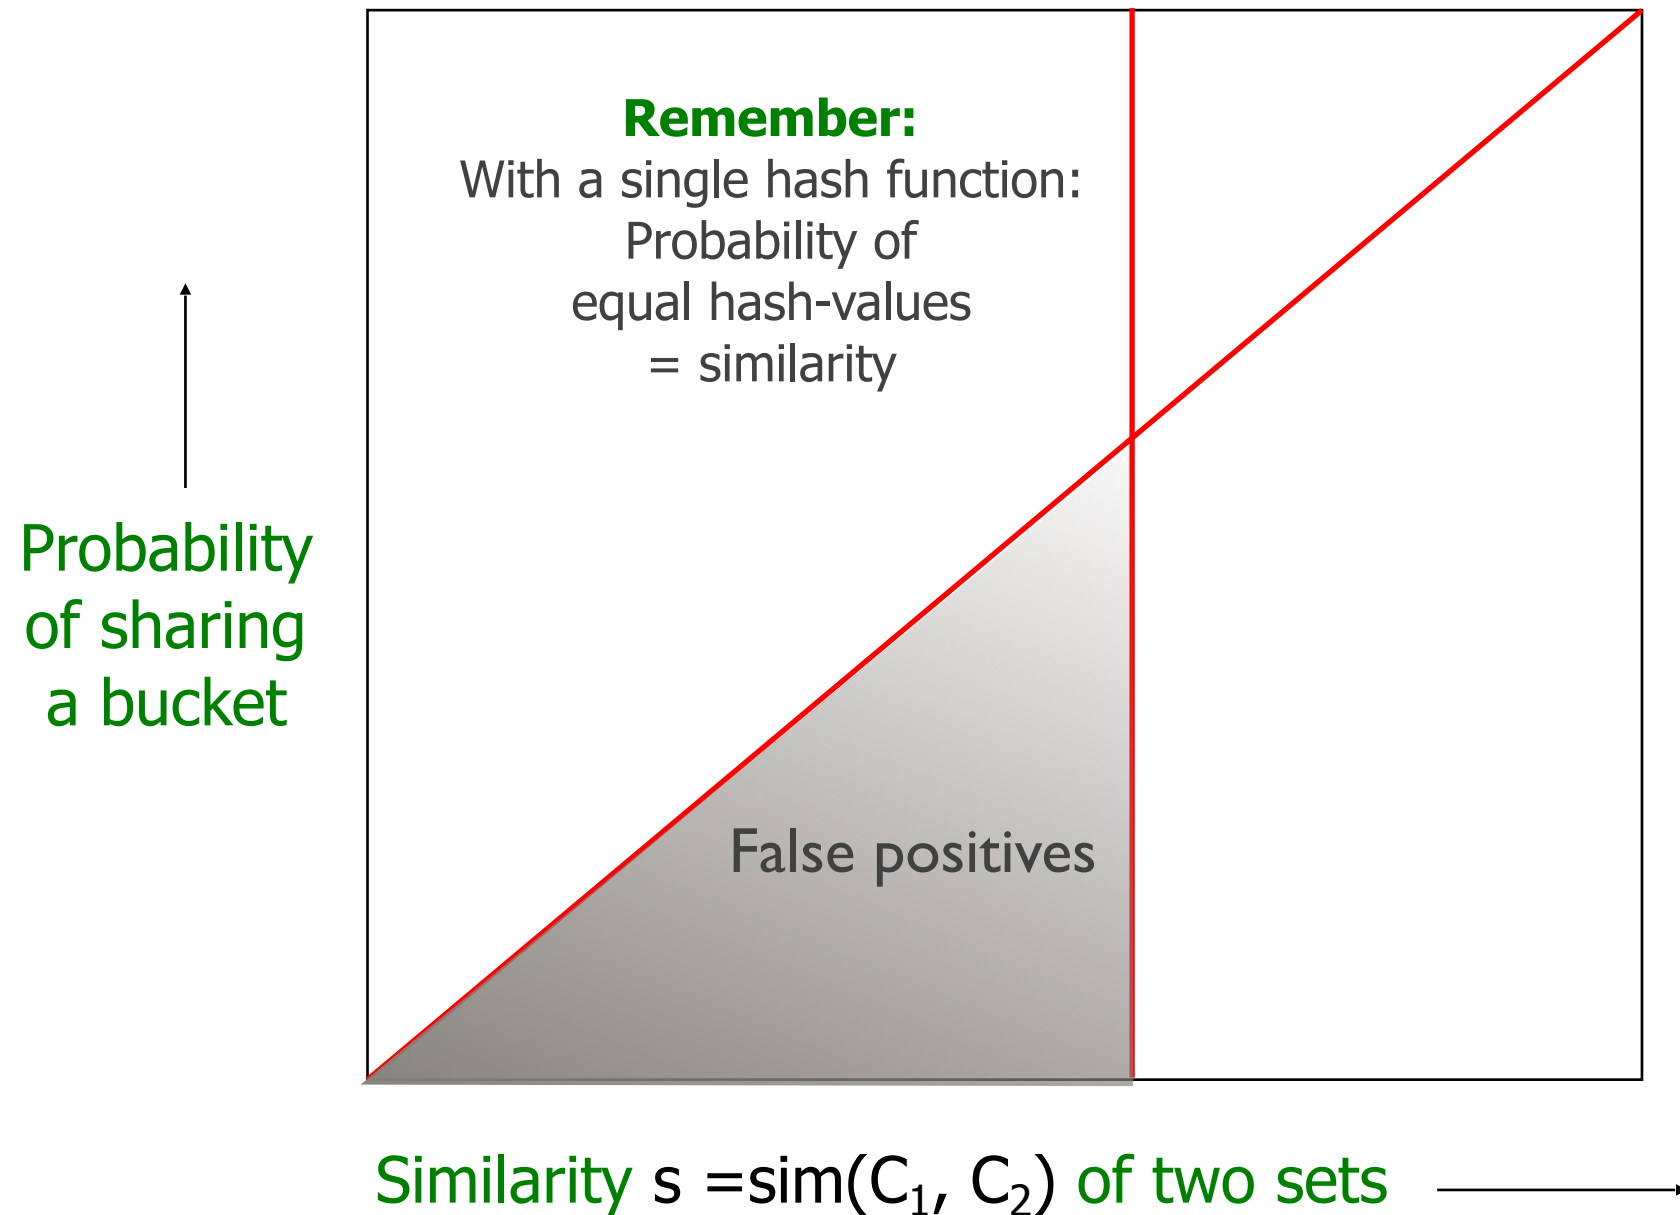 Remember:
With a single hash function:
Probability of
equal hash-values
= similarity
Probability
of sharing
a bucket
False positives
Similarity s =sim(C₁, C₂) of two sets